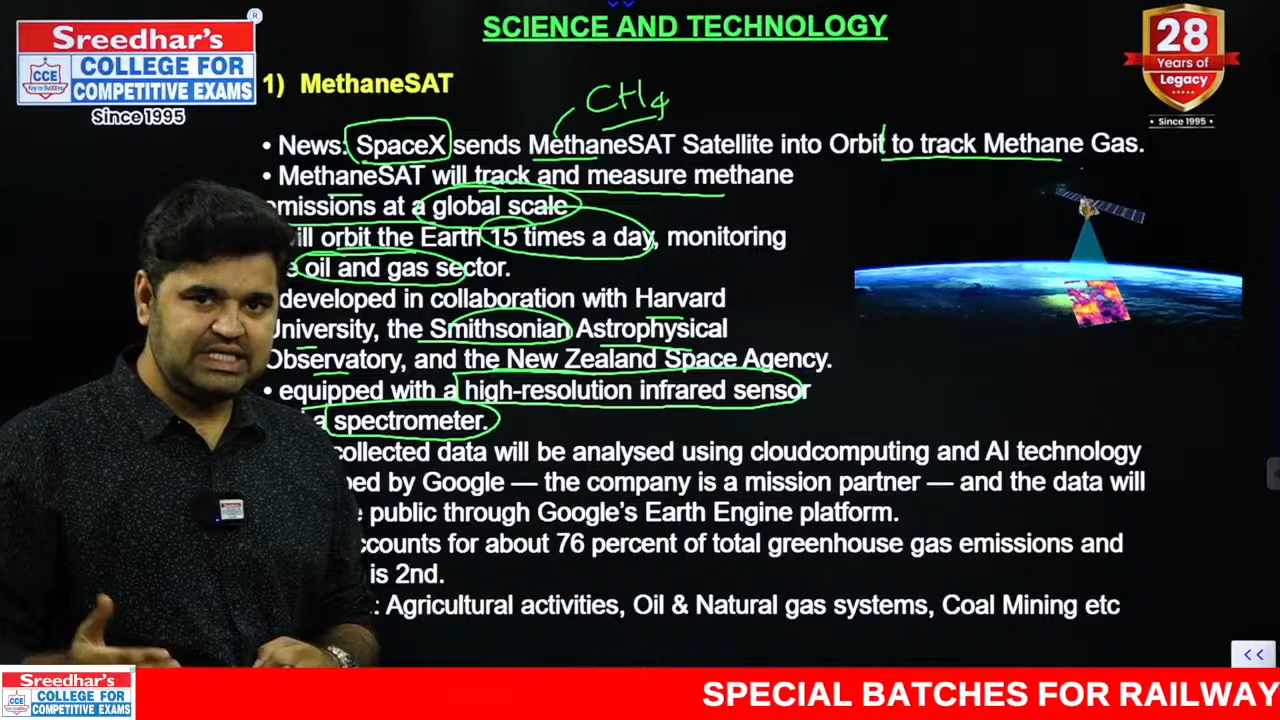 SCIENCE AND TECHNOLOGY
Sreedhar's
CCE
COLLEGE FOR
COMPETITIVE EXAMS
Since 1995
28
Years of
Legacy
Since 1995
1) MethaneSAT
CH4
• News: SpaceX sends MethaneSAT Satellite into Orbit to track Methane Gas.
• MethaneSAT will track and measure methane
emissions at a global scale
ill orbit the Earth 15 times a day, monitoring
oil and gas sector.
developed in collaboration with Harvard
University, the Smithsonian Astrophysical
Observatory, and the New Zealand Space Agency.
• equipped with a high-resolution infrared sensor
a spectrometer.
collected data will be analysed using cloudcomputing and AI technology
ped by Google — the company is a mission partner — and the data will
public through Google's Earth Engine platform.
ccounts for about 76 percent of total greenhouse gas emissions and
is 2nd.
.: Agricultural activities, Oil & Natural gas systems, Coal Mining etc
<<
Sreedhar's
CCE
COLLEGE FOR
COMPETITIVE EXAMS
SPECIAL BATCHES FOR RAILWAY